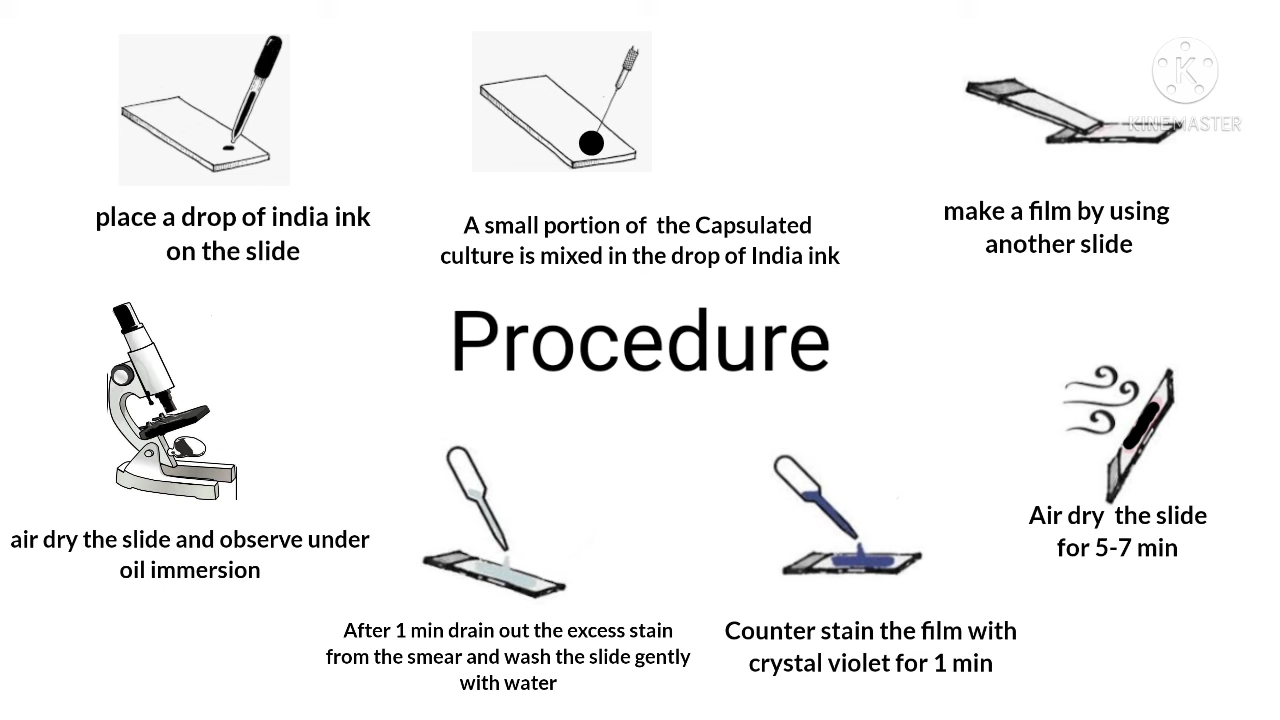 place a drop of india ink
on the slide
A small portion of the Capsulated
culture is mixed in the drop of India ink
K
KINEMASTER
make a film by using
another slide
Procedure
Air dry the slide
for 5-7 min
Counter stain the film with
crystal violet for 1 min
After 1 min drain out the excess stain
from the smear and wash the slide gently
with water
air dry the slide and observe under
oil immersion